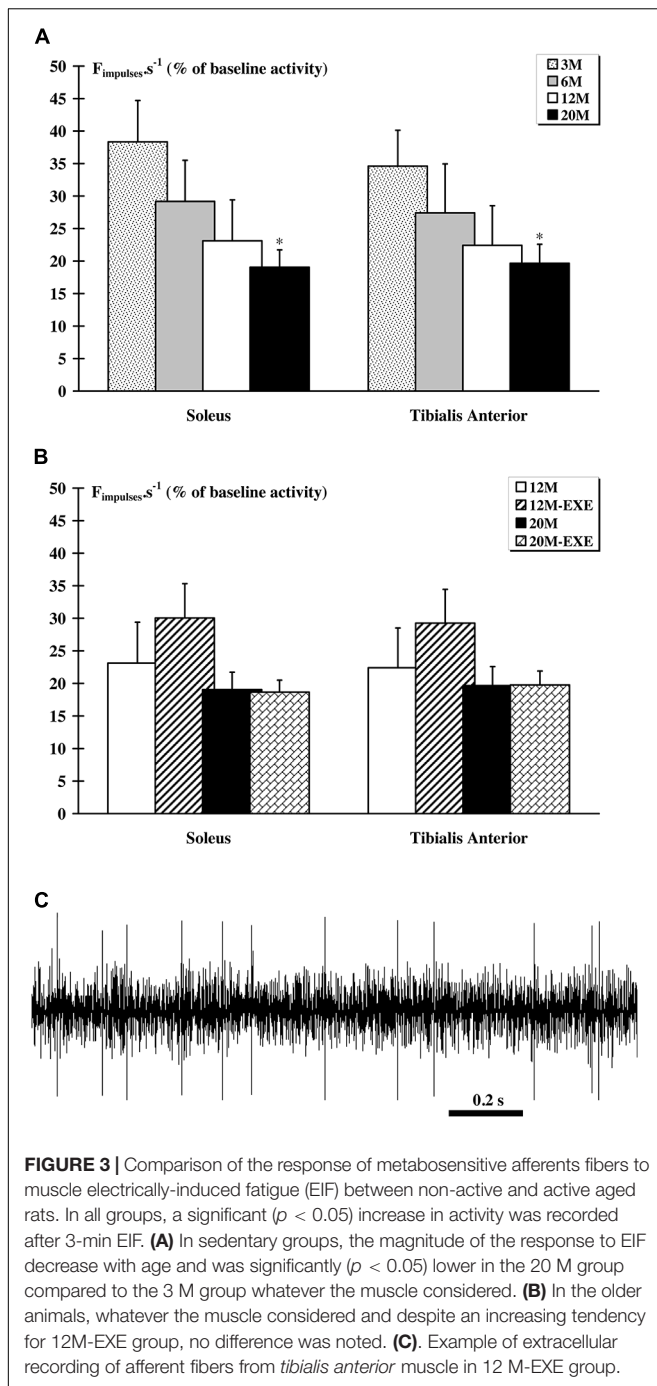 A
F_impulses.s^-1 (% of baseline activity)
3M
6M
12M
20M
50
45
40
35
30
25
20
15
10
5
0
*
*
Soleus
Tibialis Anterior
B
F_impulses.s^-1 (% of baseline activity)
12M
12M-EXE
20M
20M-EXE
50
45
40
35
30
25
20
15
10
5
0
Soleus
Tibialis Anterior
C
0.2 s
FIGURE 3 | Comparison of the response of metabosensitive afferents fibers to
muscle electrically-induced fatigue (EIF) between non-active and active aged
rats. In all groups, a significant (p < 0.05) increase in activity was recorded
after 3-min EIF. (A) In sedentary groups, the magnitude of the response to EIF
decrease with age and was significantly (p < 0.05) lower in the 20 M group
compared to the 3 M group whatever the muscle considered. (B) In the older
animals, whatever the muscle considered and despite an increasing tendency
for 12M-EXE group, no difference was noted. (C). Example of extracellular
recording of afferent fibers from tibialis anterior muscle in 12 M-EXE group.